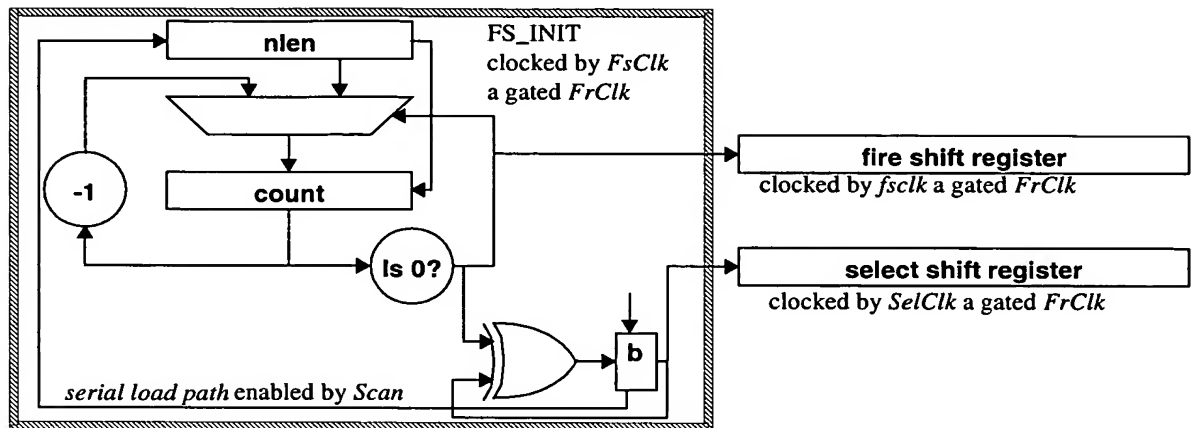 nlen
FS_INIT
clocked by FsClk
a gated FrClk
-1
count
Is 0?
fire shift register
clocked by fsclk a gated FrClk
select shift register
clocked by SelClk a gated FrClk
b
serial load path enabled by Scan